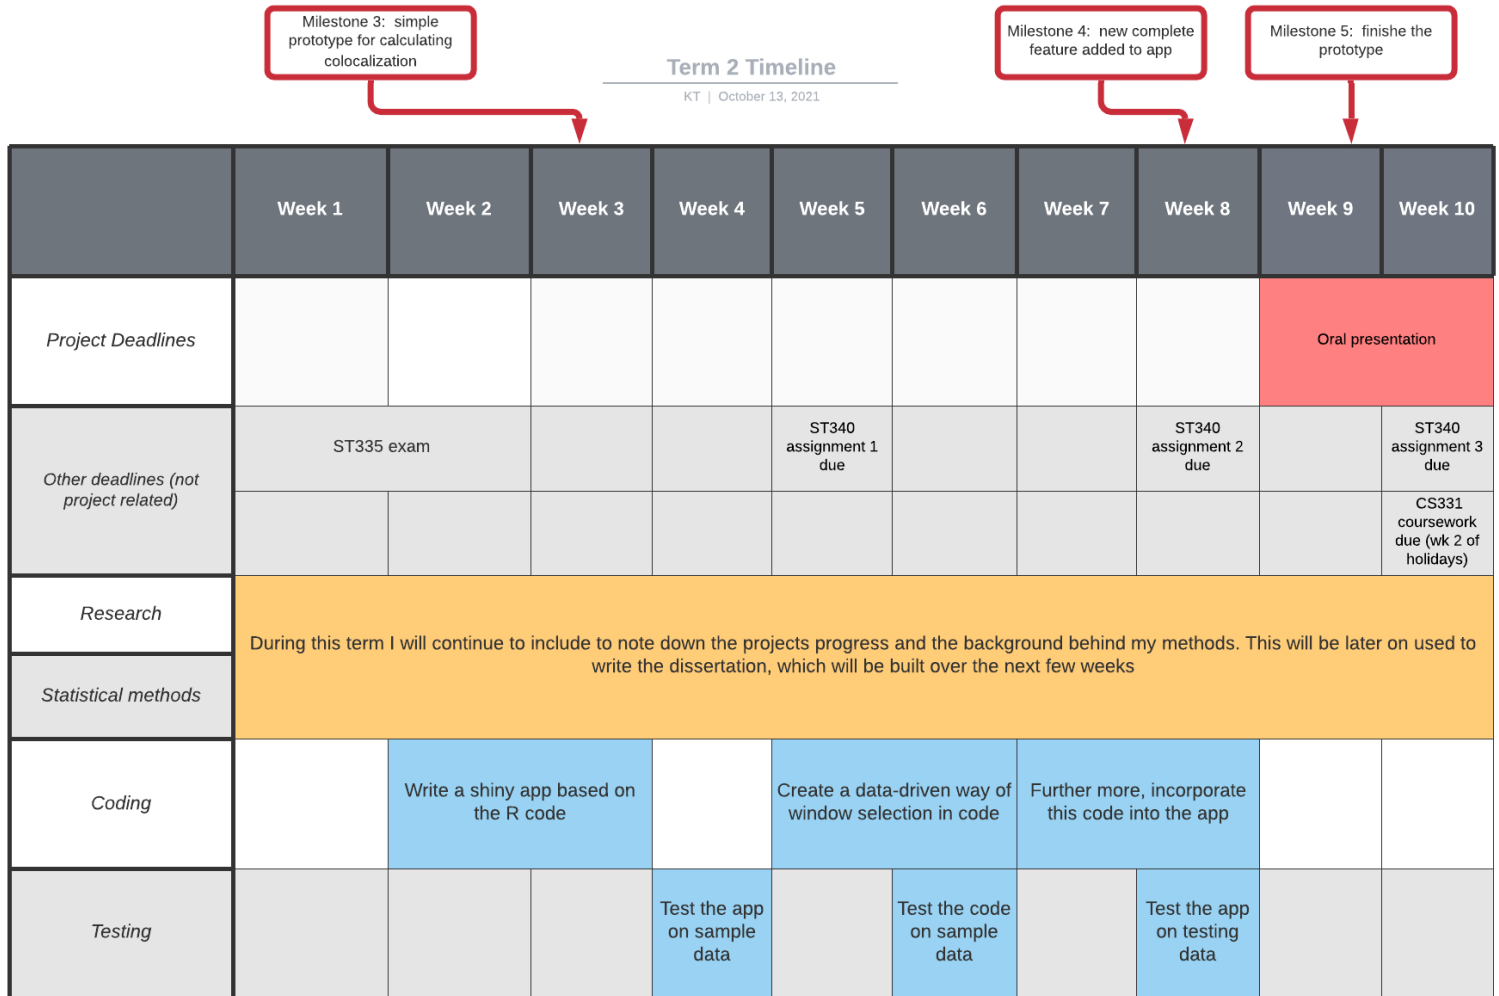 Milestone 3: simple
prototype for calculating
colocalization
Milestone 4: new complete
feature added to app
Milestone 5: finishe the
prototype
Term 2 Timeline
KT | October 13, 2021
Week 1
Week 2
Week 3
Week 4
Week 5
Week 6
Week 7
Week 8
Week 9
Week 10
Project Deadlines
Oral presentation
Other deadlines (not
project related)
ST335 exam
ST340
assignment 1
due
ST340
assignment 2
due
ST340
assignment 3
due
CS331
coursework
due (wk 2 of
holidays)
Research
Statistical methods
During this term I will continue to include to note down the projects progress and the background behind my methods. This will be later on used to
write the dissertation, which will be built over the next few weeks
Coding
Write a shiny app based on
the R code
Create a data-driven way of
window selection in code
Further more, incorporate
this code into the app
Testing
Test the app
on sample
data
Test the code
on sample
data
Test the app
on testing
data